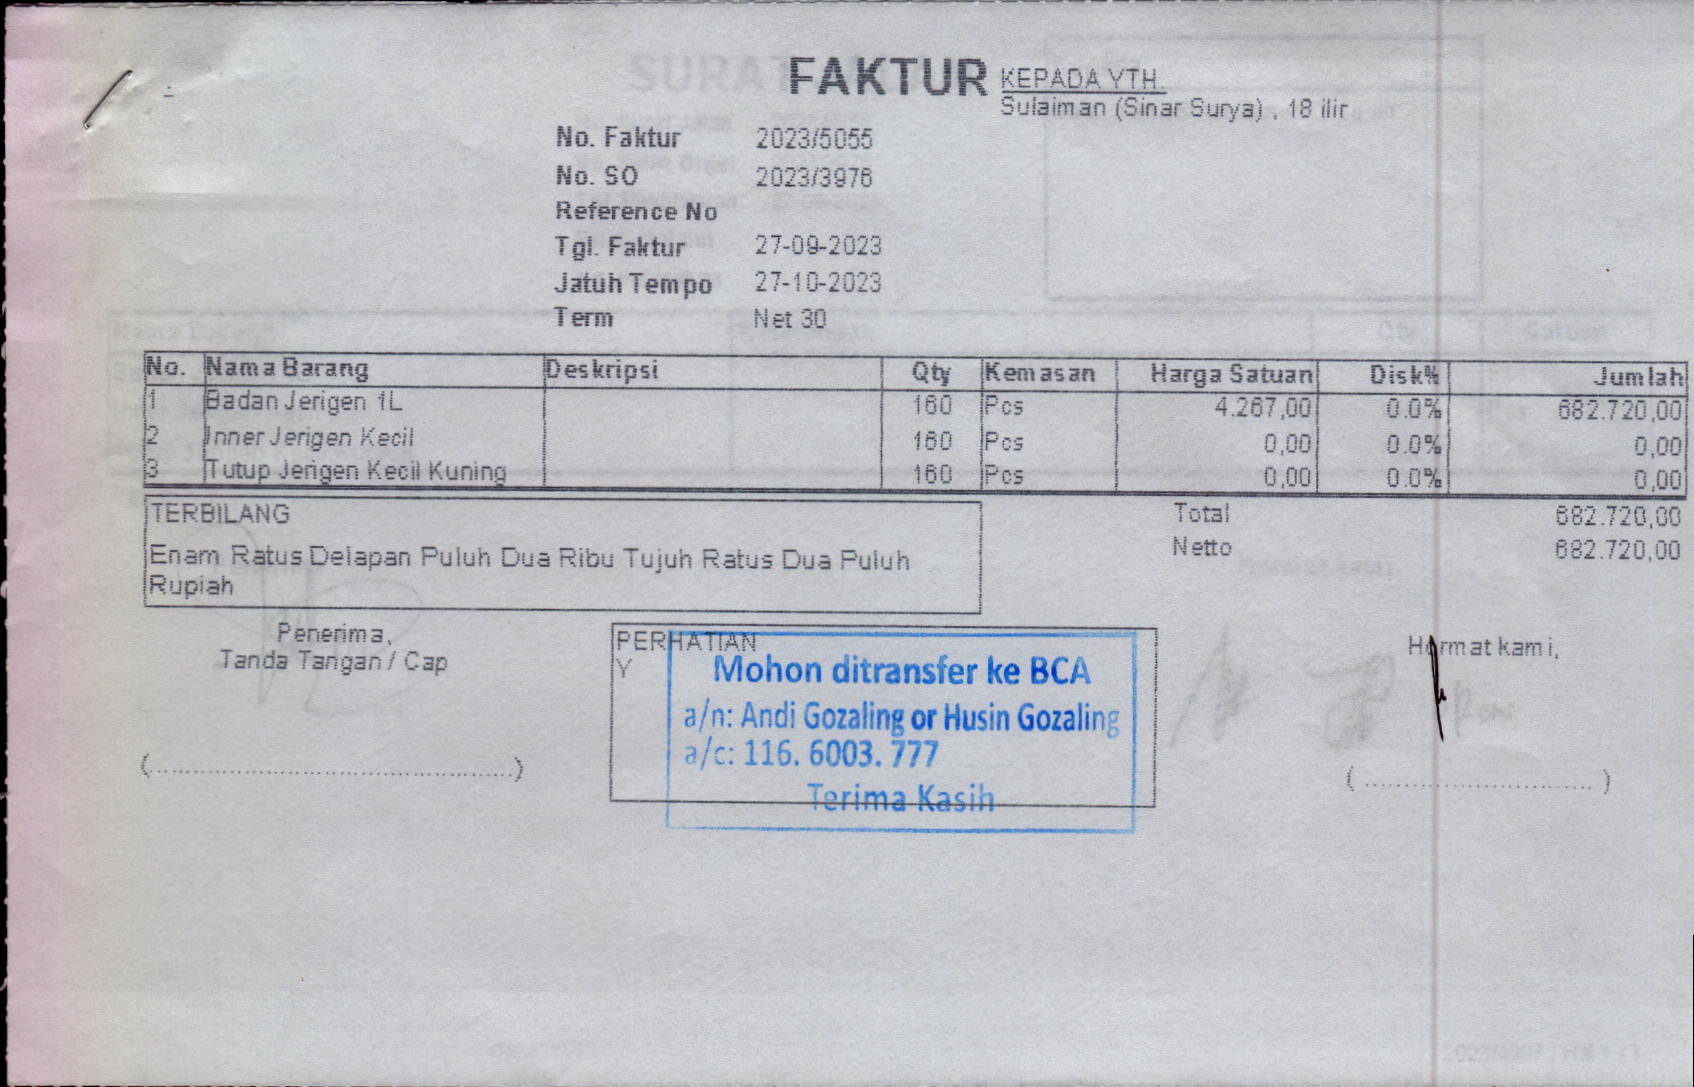 FAKTUR
KEPADA YTH.
Sulaiman (Sinar Surya) , 18 ilir
No. Faktur 2023/5055
No. SO 2023/3976
Reference No
Tgl. Faktur 27-09-2023
Jatuh Tempo 27-10-2023
Term Net 30
No. Nama Barang Deskripsi Qty Kemasan Harga Satuan Disk% Jumlah
1 Badan Jerigen 1L 160 Pcs 4.267,00 0.0% 682.720,00
2 Inner Jerigen Kecil 160 Pcs 0,00 0.0% 0,00
3 Tutup Jerigen Kecil Kuning 160 Pcs 0,00 0.0% 0,00
TERBILANG
Enam Ratus Delapan Puluh Dua Ribu Tujuh Ratus Dua Puluh
Rupiah
Total 682.720,00
Netto 682.720,00
Penerima,
Tanda Tangan / Cap
(..............................................)
PERHATIAN
Y
Mohon ditransfer ke BCA
a/n: Andi Gozaling or Husin Gozaling
a/c: 116. 6003. 777
Terima Kasih
Hormat kami,
( ............................. )